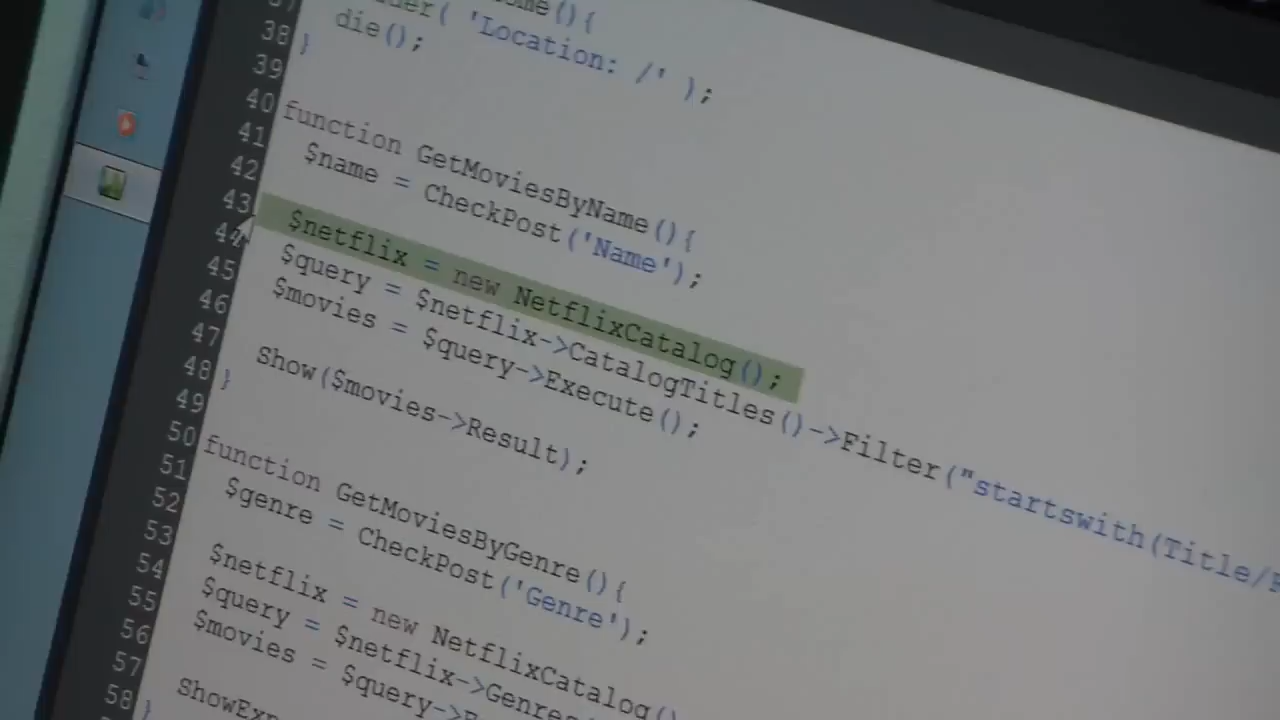 37
38 die();
'Location: /' );
39 }
40
41 function GetMoviesByName(){
42 $name = CheckPost('Name');
43
44 $netflix = new NetflixCatalog();
45 $query = $netflix->CatalogTitles()->Filter("startswith(Title/
46 $movies = $query->Execute();
47
48 Show($movies->Result);
49 }
50
51 function GetMoviesByGenre(){
52 $genre = CheckPost('Genre');
53
54 $netflix = new NetflixCatalog()
55 $query = $netflix->Genres
56 $movies = $query->
57
58
}